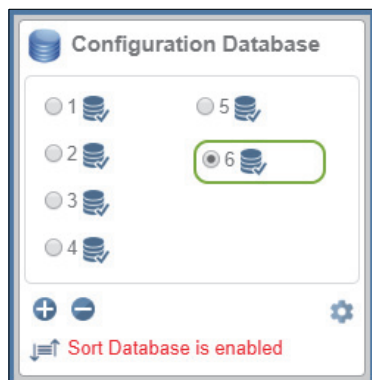 Configuration Database
1 5
2 6
3
4
Sort Database is enabled